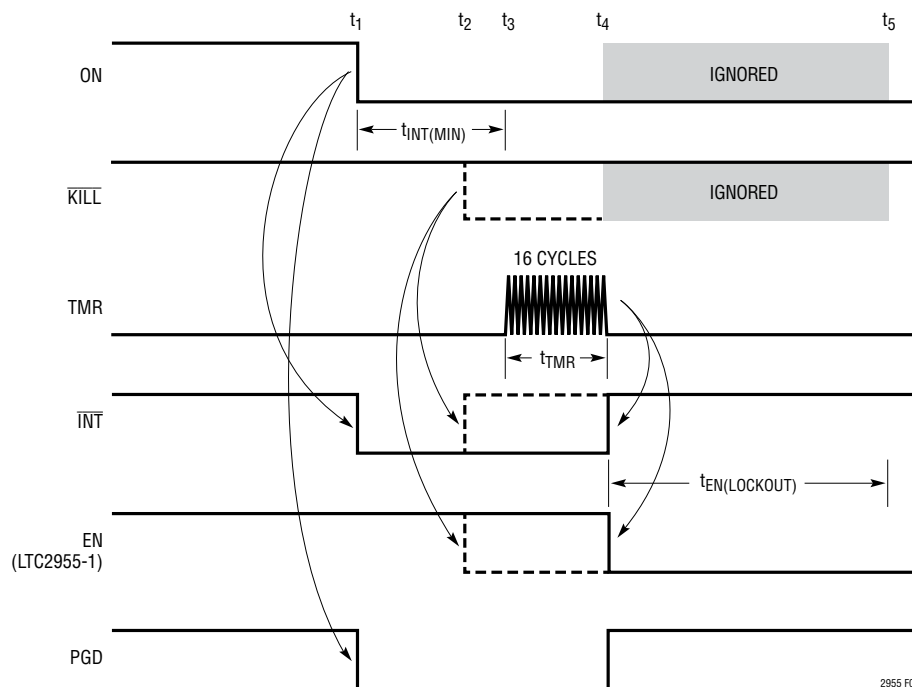 t1 t2 t3 t4 t5
ON
IGNORED
tINT(MIN)
KILL
IGNORED
16 CYCLES
TMR
tTMR
INT
tEN(LOCKOUT)
EN
(LTC2955-1)
PGD